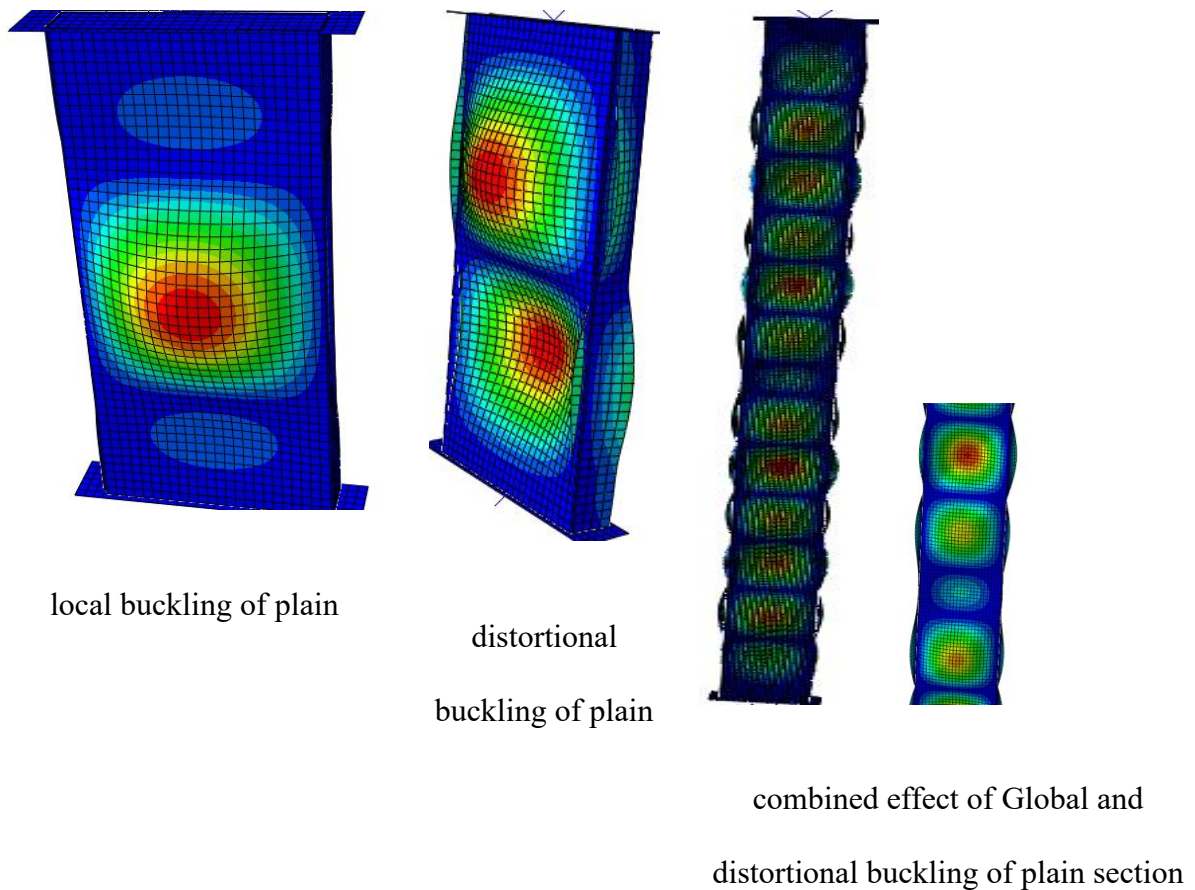 local buckling of plain
distortional
buckling of plain
combined effect of Global and
distortional buckling of plain section